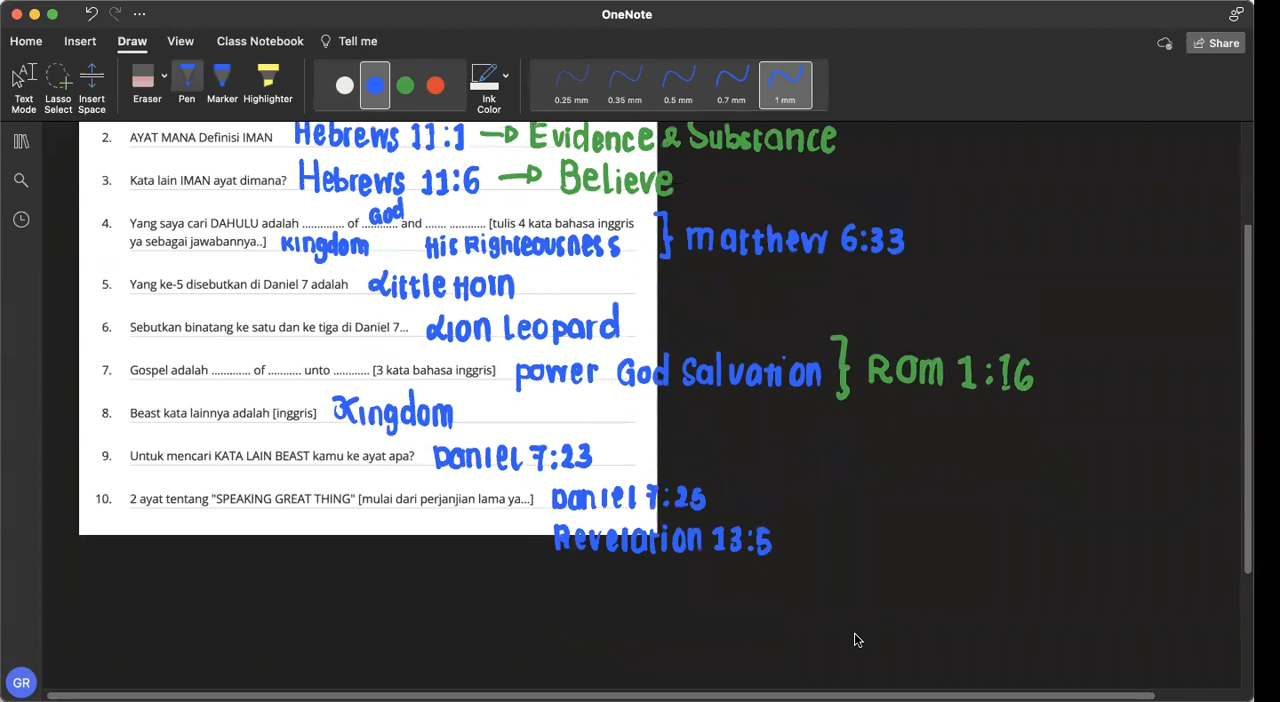 OneNote
Home Insert Draw View Class Notebook Tell me
Share
Text Mode
Lasso Select
Insert Space
Eraser
Pen
Marker
Highlighter
Ink Color
0.25 mm
0.35 mm
0.5 mm
0.7 mm
1 mm
2. AYAT MANA Definisi IMAN Hebrews 11:1 → Evidence & Substance
3. Kata lain IMAN ayat dimana? Hebrews 11:6 → Believe
God
4. Yang saya cari DAHULU adalah ............ of .......... and ...... ........... [tulis 4 kata bahasa inggris
ya sebagai jawabannya..] Kingdom His Righteousness } Matthew 6:33
5. Yang ke-5 disebutkan di Daniel 7 adalah Little Horn
6. Sebutkan binatang ke satu dan ke tiga di Daniel 7... Lion Leopard
7. Gospel adalah ........... of .......... unto ........... [3 kata bahasa inggris] power God Salvation } ROM 1:16
8. Beast kata lainnya adalah [inggris] Kingdom
9. Untuk mencari KATA LAIN BEAST kamu ke ayat apa? Daniel 7:23
10. 2 ayat tentang "SPEAKING GREAT THING" [mulai dari perjanjian lama ya...] Daniel 7:25
Revelation 13:5
GR